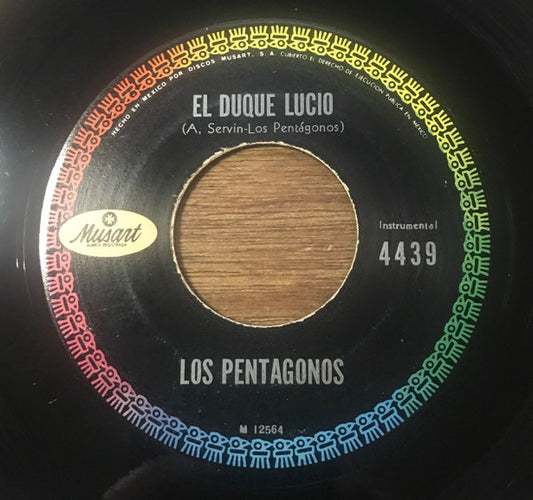 HECHO EN MEXICO POR DISCOS MUSART, S. A. CUBIERTO EL DERECHO DE EJECUCION PUBLICA EN MEXICO
EL DUQUE LUCIO
(A. Servín-Los Pentágonos)
Musart
MARCA REGISTRADA
Instrumental
4439
LOS PENTAGONOS
M 12564